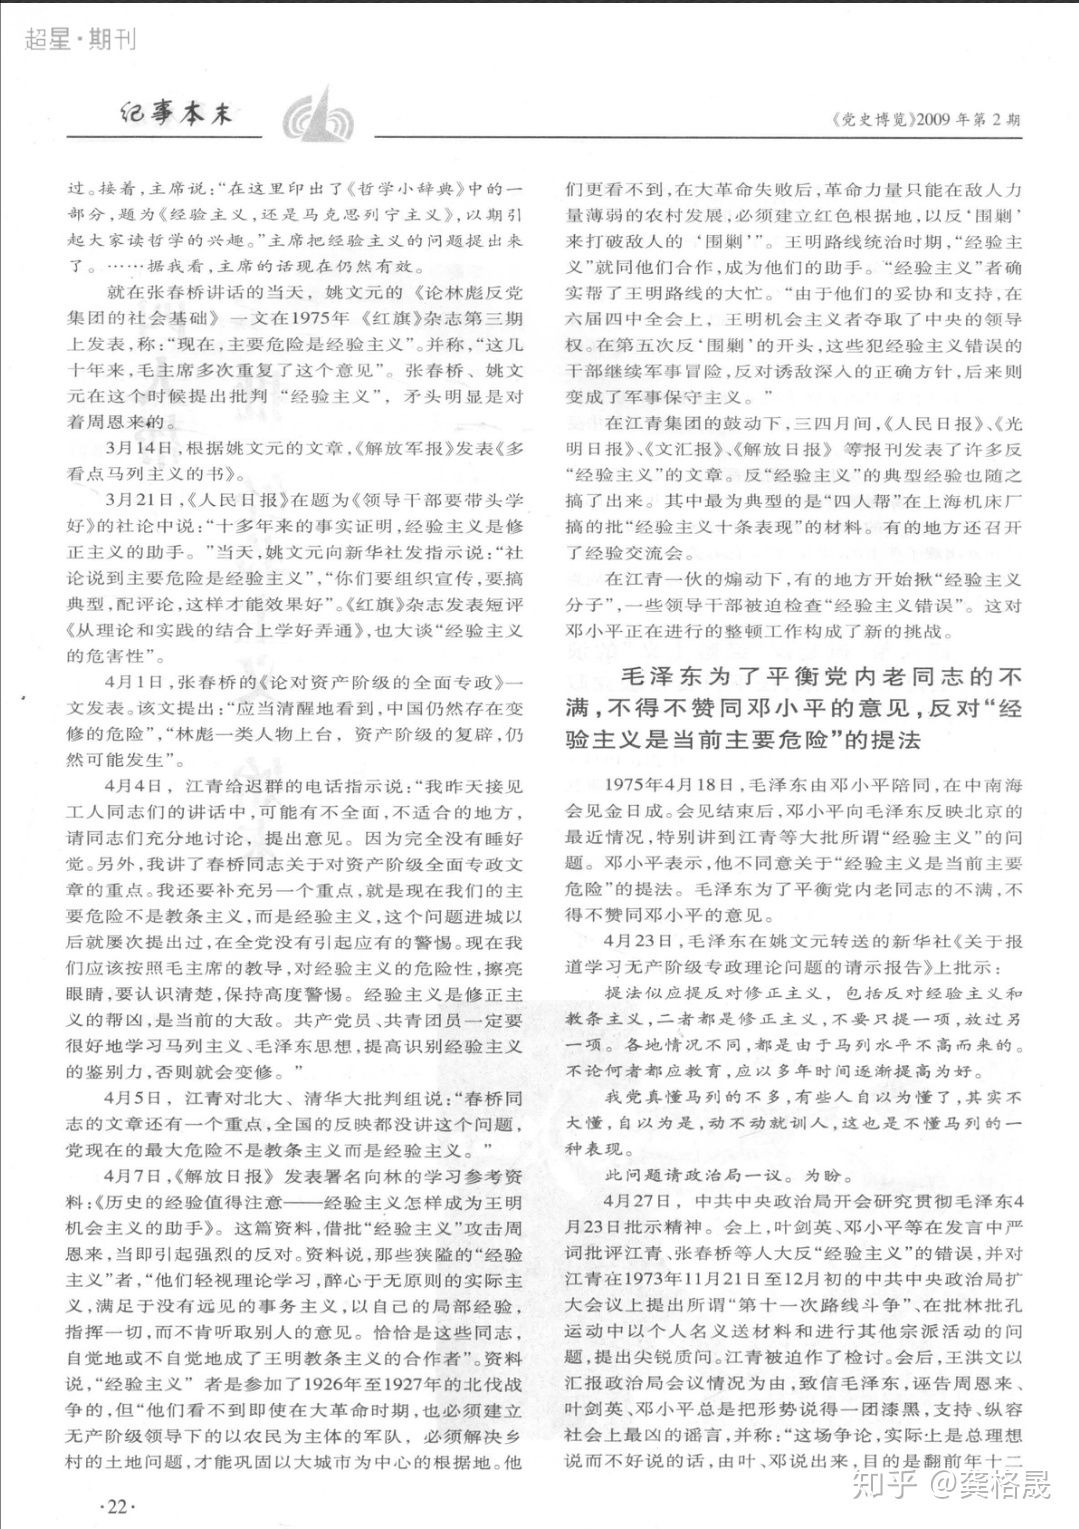 超星·期刊
纪事本末
《党史博览》2009年第2期
过。接着,主席说:“在这里印出了《哲学小辞典》中的一
部分,题为《经验主义,还是马克思列宁主义》,以期引
起大家读哲学的兴趣。”主席把经验主义的问题提出来
了。……据我看,主席的话现在仍然有效。
就在张春桥讲话的当天，姚文元的《论林彪反党
集团的社会基础》一文在1975年《红旗》杂志第三期
上发表,称:“现在,主要危险是经验主义”。并称,“这几
十年来,毛主席多次重复了这个意见”。张春桥、姚文
元在这个时候提出批判“经验主义”，矛头明显是对
着周恩来的。
3月14日,根据姚文元的文章,《解放军报》发表《多
看点马列主义的书》。
3月21日,《人民日报》在题为《领导干部要带头学
好》的社论中说:“十多年来的事实证明,经验主义是修
正主义的助手。”当天,姚文元向新华社发指示说:“社
论说到主要危险是经验主义”,“你们要组织宣传,要搞
典型,配评论,这样才能效果好”。《红旗》杂志发表短评
《从理论和实践的结合上学好弄通》,也大谈“经验主义
的危害性”。
4月1日,张春桥的《论对资产阶级的全面专政》一
文发表。该文提出:“应当清醒地看到,中国仍然存在变
修的危险”,“林彪一类人物上台，资产阶级的复辟,仍
然可能发生”。
4月4日，江青给迟群的电话指示说:“我昨天接见
工人同志们的讲话中,可能有不全面,不适合的地方,
请同志们充分地讨论，提出意见。因为完全没有睡好
觉。另外,我讲了春桥同志关于对资产阶级全面专政文
章的重点。我还要补充另一个重点,就是现在我们的主
要危险不是教条主义,而是经验主义,这个问题进城以
后就屡次提出过,在全党没有引起应有的警惕。现在我
们应该按照毛主席的教导,对经验主义的危险性,擦亮
眼睛,要认识清楚,保持高度警惕。经验主义是修正主
义的帮凶,是当前的大敌。共产党员、共青团员一定要
很好地学习马列主义、毛泽东思想,提高识别经验主义
的鉴别力,否则就会变修。”
4月5日，江青对北大、清华大批判组说:“春桥同
志的文章还有一个重点,全国的反映都没讲这个问题,
党现在的最大危险不是教条主义而是经验主义。”
4月7日,《解放日报》发表署名向林的学习参考资
料:《历史的经验值得注意——经验主义怎样成为王明
机会主义的助手》。这篇资料,借批“经验主义”攻击周
恩来,当即引起强烈的反对。资料说,那些狭隘的“经验
主义”者,“他们轻视理论学习,醉心于无原则的实际主
义,满足于没有远见的事务主义,以自己的局部经验,
指挥一切,而不肯听取别人的意见。恰恰是这些同志,
自觉地或不自觉地成了王明教条主义的合作者”。资料
说,“经验主义”者是参加了1926年至1927年的北伐战
争的,但“他们看不到即使在大革命时期,也必须建立
无产阶级领导下的以农民为主体的军队，必须解决乡
村的土地问题,才能巩固以大城市为中心的根据地。他
·22·
们更看不到,在大革命失败后,革命力量只能在敌人力
量薄弱的农村发展,必须建立红色根据地,以反‘围剿’
来打破敌人的‘围剿’”。王明路线统治时期,“经验主
义”就同他们合作,成为他们的助手。“经验主义”者确
实帮了王明路线的大忙。“由于他们的妥协和支持,在
六届四中全会上，王明机会主义者夺取了中央的领导
权。在第五次反‘围剿’的开头,这些犯经验主义错误的
干部继续军事冒险,反对诱敌深入的正确方针,后来则
变成了军事保守主义。”
在江青集团的鼓动下,三四月间,《人民日报》、《光
明日报》、《文汇报》、《解放日报》等报刊发表了许多反
“经验主义”的文章。反“经验主义”的典型经验也随之
搞了出来。其中最为典型的是“四人帮”在上海机床厂
搞的批“经验主义十条表现”的材料。有的地方还召开
了经验交流会。
在江青一伙的煽动下,有的地方开始揪“经验主义
分子”,一些领导干部被迫检查“经验主义错误”。这对
邓小平正在进行的整顿工作构成了新的挑战。
毛泽东为了平衡党内老同志的不
满,不得不赞同邓小平的意见,反对“经
验主义是当前主要危险”的提法
1975年4月18日,毛泽东由邓小平陪同,在中南海
会见金日成。会见结束后,邓小平向毛泽东反映北京的
最近情况,特别讲到江青等大批所谓“经验主义”的问
题。邓小平表示,他不同意关于“经验主义是当前主要
危险”的提法。毛泽东为了平衡党内老同志的不满,不
得不赞同邓小平的意见。
4月23日,毛泽东在姚文元转送的新华社《关于报
道学习无产阶级专政理论问题的请示报告》上批示:
提法似应提反对修正主义，包括反对经验主义和
教条主义,二者都是修正主义,不要只提一项,放过另
一项。各地情况不同,都是由于马列水平不高而来的。
不论何者都应教育,应以多年时间逐渐提高为好。
我党真懂马列的不多,有些人自以为懂了,其实不
大懂,自以为是,动不动就训人,这也是不懂马列的一
种表现。
此问题请政治局一议。为盼。
4月27日，中共中央政治局开会研究贯彻毛泽东4
月23日批示精神。会上,叶剑英、邓小平等在发言中严
词批评江青、张春桥等人大反“经验主义”的错误,并对
江青在1973年11月21日至12月初的中共中央政治局扩
大会议上提出所谓“第十一次路线斗争”、在批林批孔
运动中以个人名义送材料和进行其他宗派活动的问
题,提出尖锐质问。江青被迫作了检讨。会后，王洪文以
汇报政治局会议情况为由,致信毛泽东,诬告周恩来、
叶剑英、邓小平总是把形势说得一团漆黑,支持、纵容
社会上最凶的谣言,并称:“这场争论,实际上是总理想
说而不好说的话,由叶、邓说出来,目的是翻前年十二
知乎 @龚格晟